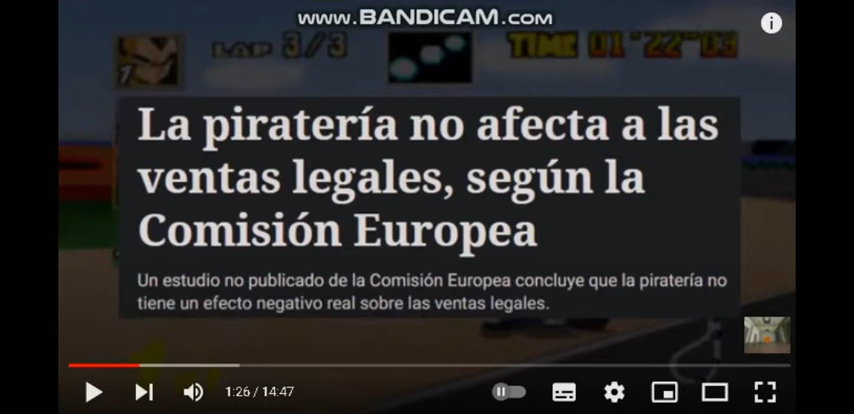 www.BANDICAM.com
LAP 3/3
TIME 01'22"03
1
La piratería no afecta a las
ventas legales, según la
Comisión Europea
Un estudio no publicado de la Comisión Europea concluye que la piratería no
tiene un efecto negativo real sobre las ventas legales.
1:26 / 14:47